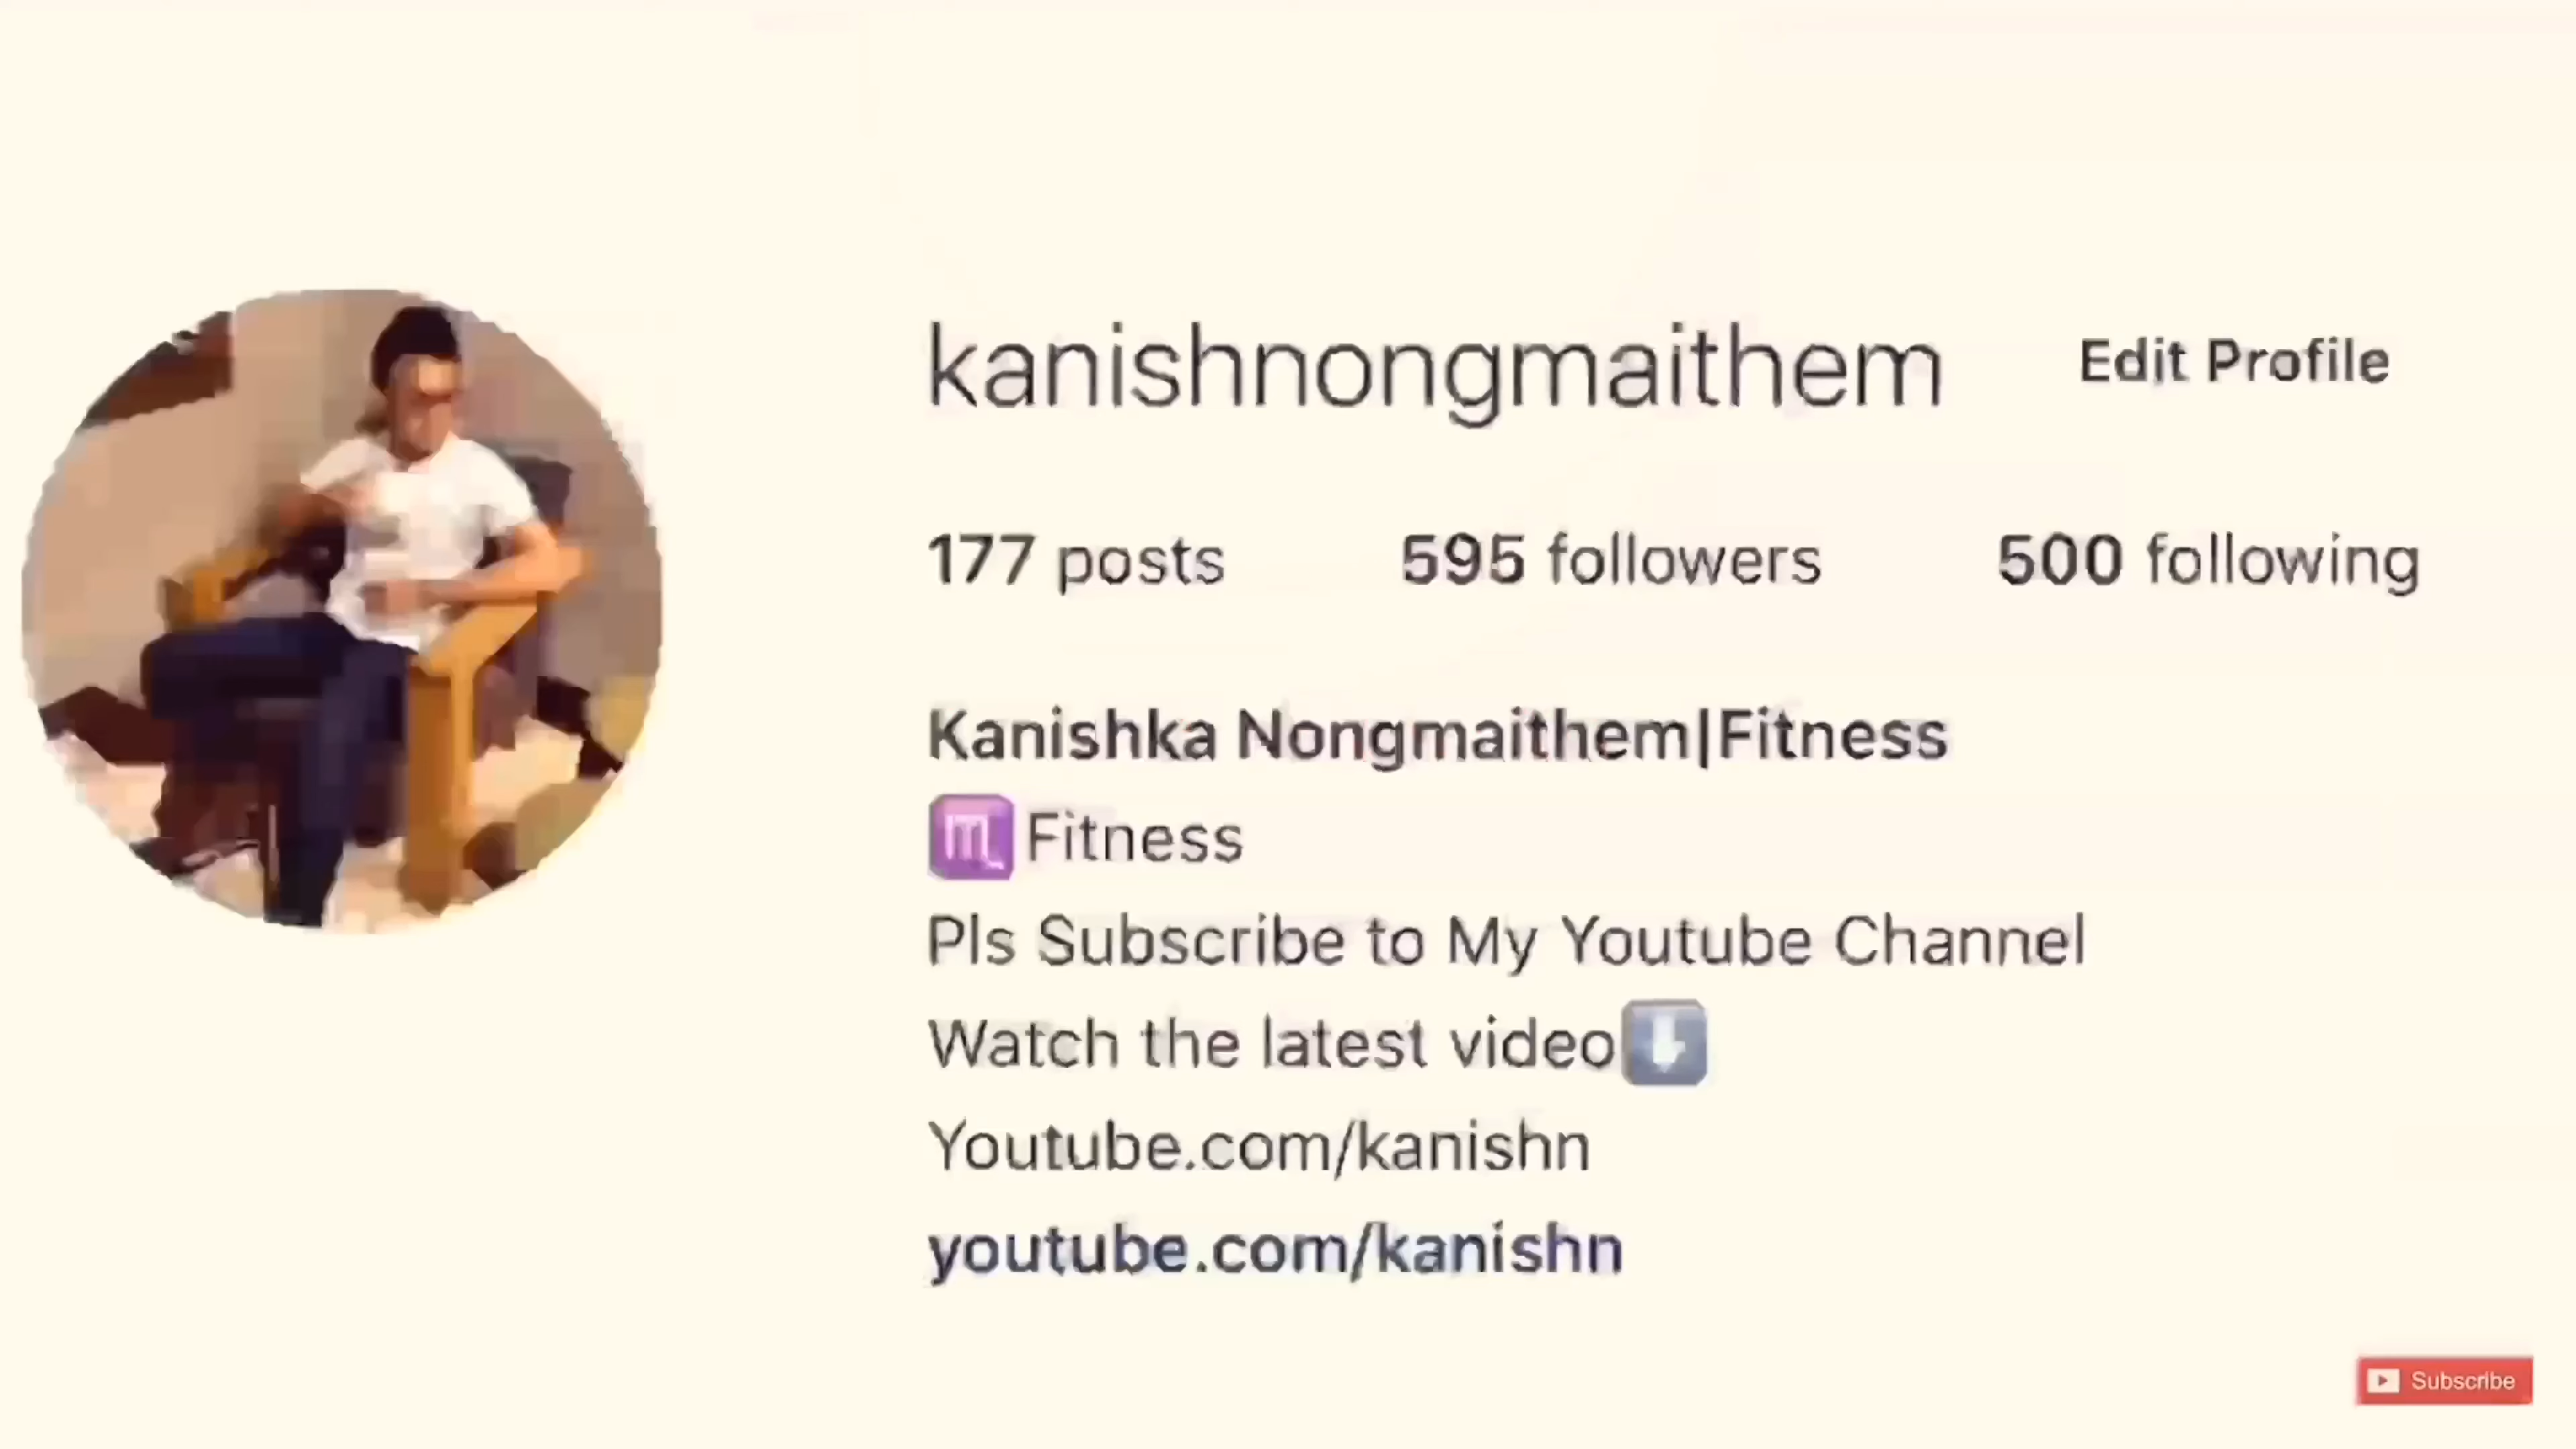 kanishnongmaithem Edit Profile
177 posts 595 followers 500 following
Kanishka Nongmaithem|Fitness
♏Fitness
Pls Subscribe to My Youtube Channel
Watch the latest video⬇️
Youtube.com/kanishn
youtube.com/kanishn
Subscribe